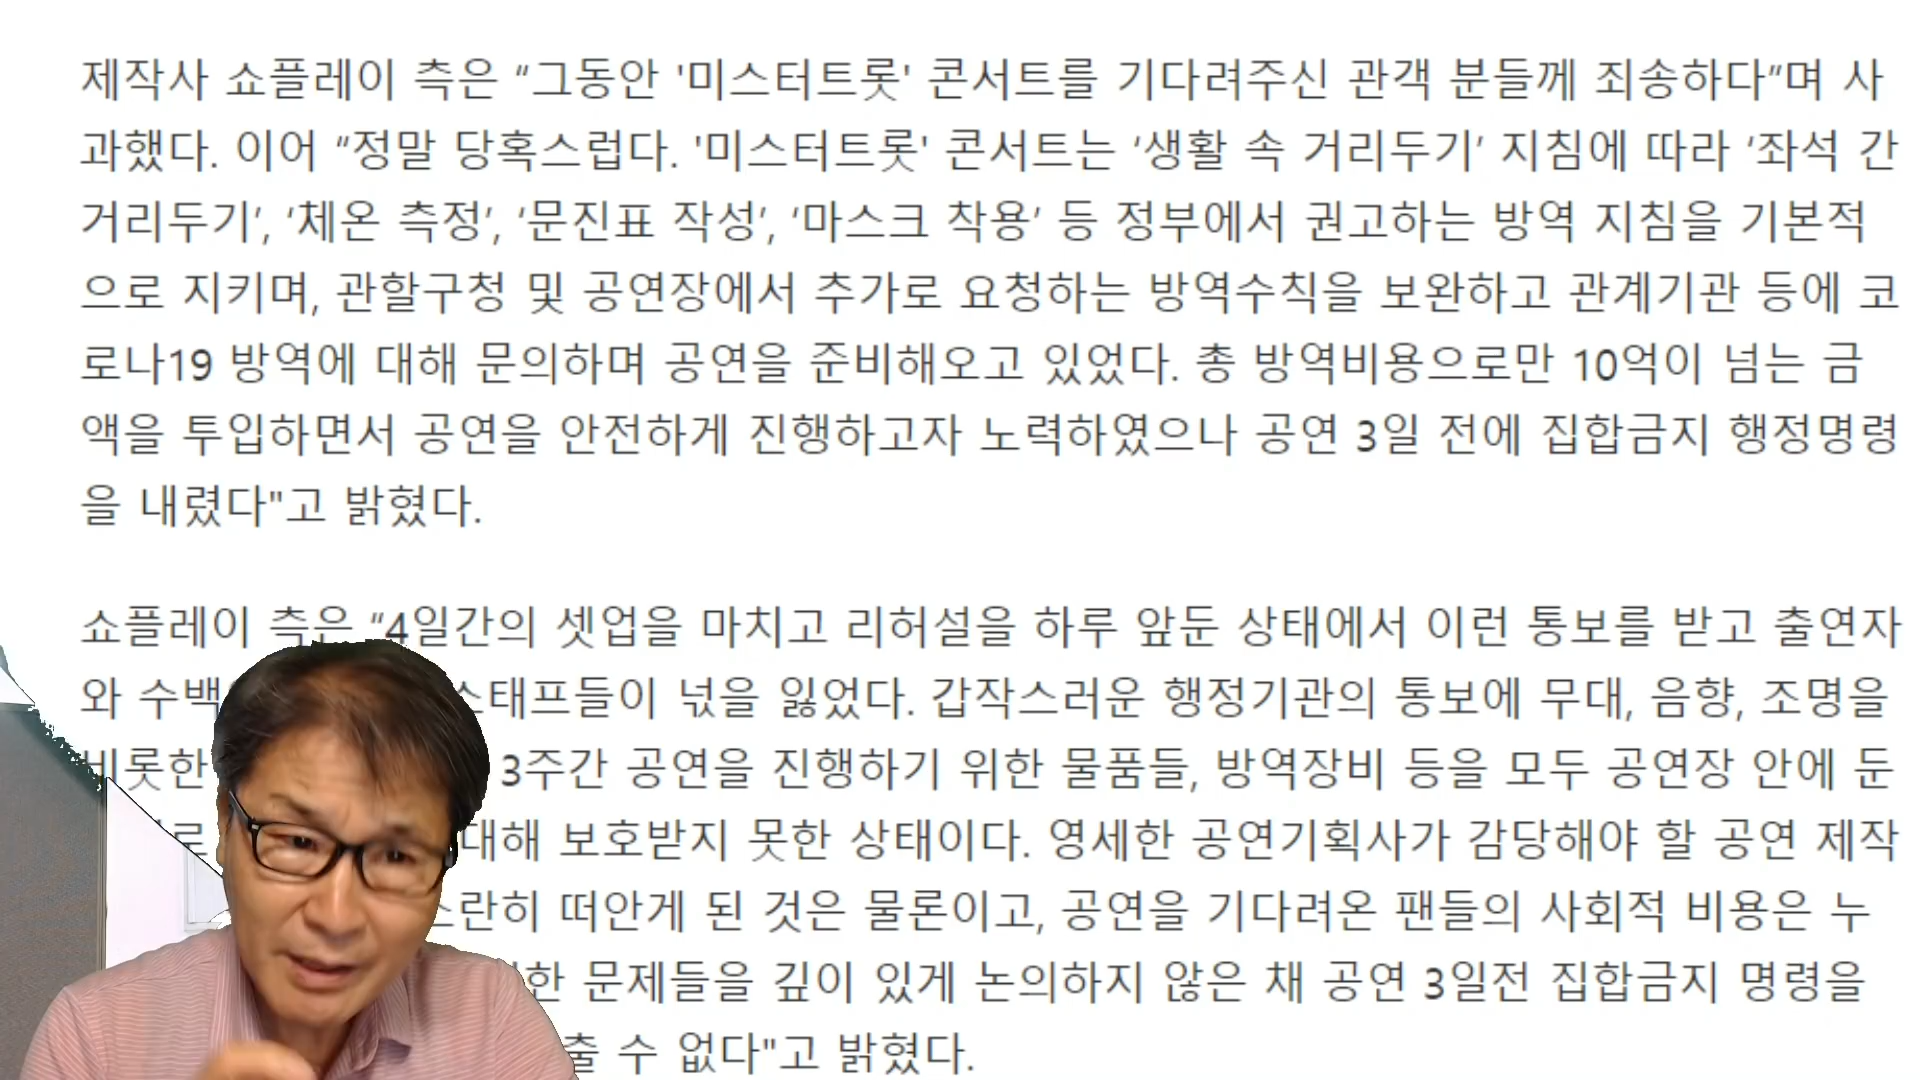 제작사 쇼플레이 측은 “그동안 '미스터트롯' 콘서트를 기다려주신 관객 분들께 죄송하다”며 사
과했다. 이어 “정말 당혹스럽다. '미스터트롯' 콘서트는 ‘생활 속 거리두기’ 지침에 따라 ‘좌석 간
거리두기’, ‘체온 측정’, ‘문진표 작성’, ‘마스크 착용’ 등 정부에서 권고하는 방역 지침을 기본적
으로 지키며, 관할구청 및 공연장에서 추가로 요청하는 방역수칙을 보완하고 관계기관 등에 코
로나19 방역에 대해 문의하며 공연을 준비해오고 있었다. 총 방역비용으로만 10억이 넘는 금
액을 투입하면서 공연을 안전하게 진행하고자 노력하였으나 공연 3일 전에 집합금지 행정명령
을 내렸다"고 밝혔다.
쇼플레이 측은 “4일간의 셋업을 마치고 리허설을 하루 앞둔 상태에서 이런 통보를 받고 출연자
와 수백 스태프들이 넋을 잃었다. 갑작스러운 행정기관의 통보에 무대, 음향, 조명을
비롯한 3주간 공연을 진행하기 위한 물품들, 방역장비 등을 모두 공연장 안에 둔
대해 보호받지 못한 상태이다. 영세한 공연기획사가 감당해야 할 공연 제작
떠안게 된 것은 물론이고, 공연을 기다려온 팬들의 사회적 비용은 누
문제들을 깊이 있게 논의하지 않은 채 공연 3일전 집합금지 명령을
수 없다"고 밝혔다.